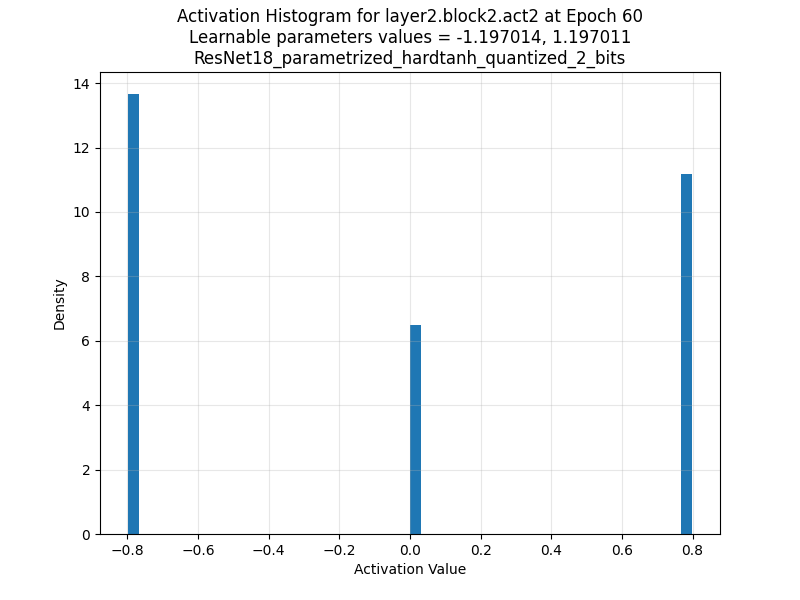 Activation Histogram for layer2.block2.act2 at Epoch 60
Learnable parameters values = -1.197014, 1.197011
ResNet18_parametrized_hardtanh_quantized_2_bits
14
12
10
8
6
4
2
0
Density
−0.8 −0.6 −0.4 −0.2 0.0 0.2 0.4 0.6 0.8
Activation Value